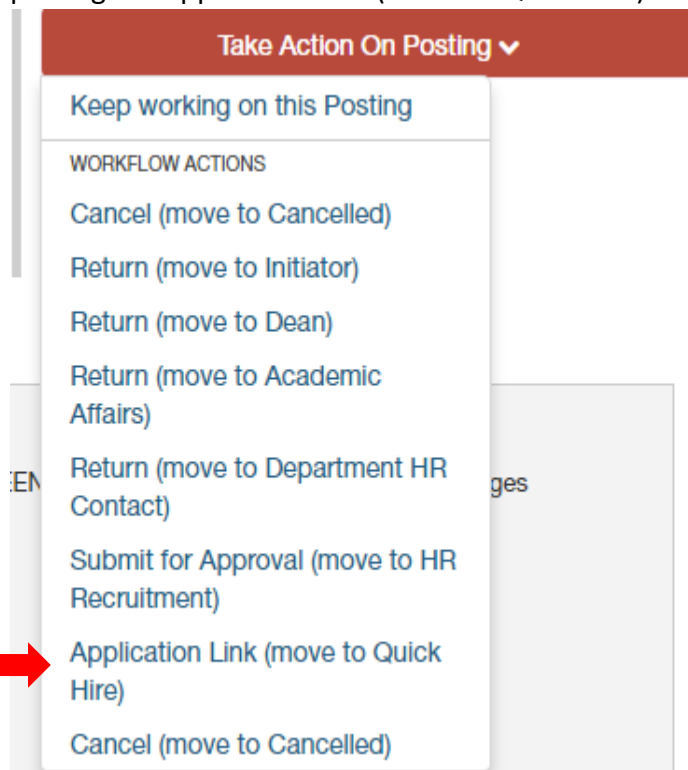 Take Action On Posting
Keep working on this Posting
WORKFLOW ACTIONS
Cancel (move to Cancelled)
Return (move to Initiator)
Return (move to Dean)
Return (move to Academic
Affairs)
Return (move to Department HR
Contact)
EEN
ges
Submit for Approval (move to HR
Recruitment)
Application Link (move to Quick
Hire)
Cancel (move to Cancelled)